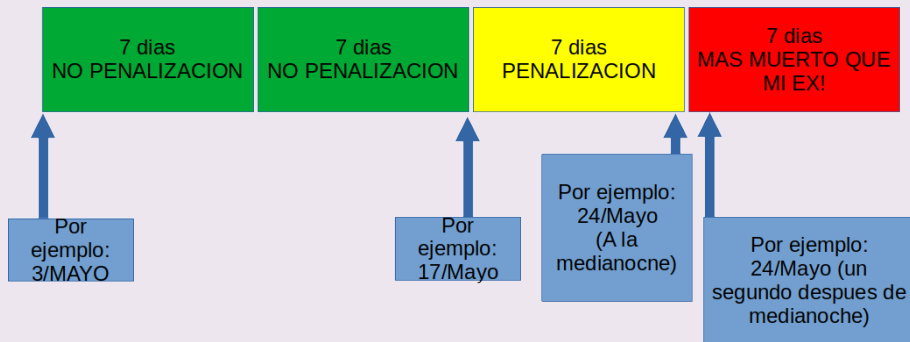 7 dias
NO PENALIZACION
7 dias
NO PENALIZACION
7 dias
PENALIZACION
7 dias
MAS MUERTO QUE
MI EX!
Por
ejemplo:
3/MAYO
Por
ejemplo:
17/Mayo
Por ejemplo:
24/Mayo
(A la
medianocne)
Por ejemplo:
24/Mayo (un
segundo despues de
medianoche)